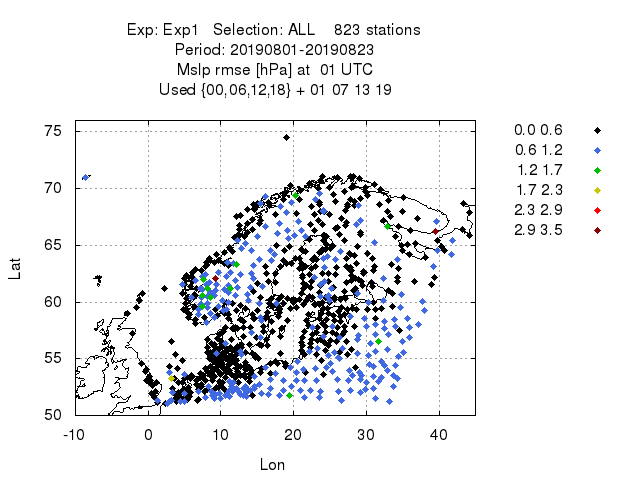 Exp: Exp1 Selection: ALL 823 stations
Period: 20190801-20190823
Mslp rmse [hPa] at 01 UTC
Used {00,06,12,18} + 01 07 13 19
0.0 0.6
0.6 1.2
1.2 1.7
1.7 2.3
2.3 2.9
2.9 3.5
75
70
65
60
55
50
Lat
-10 0 10 20 30 40
Lon